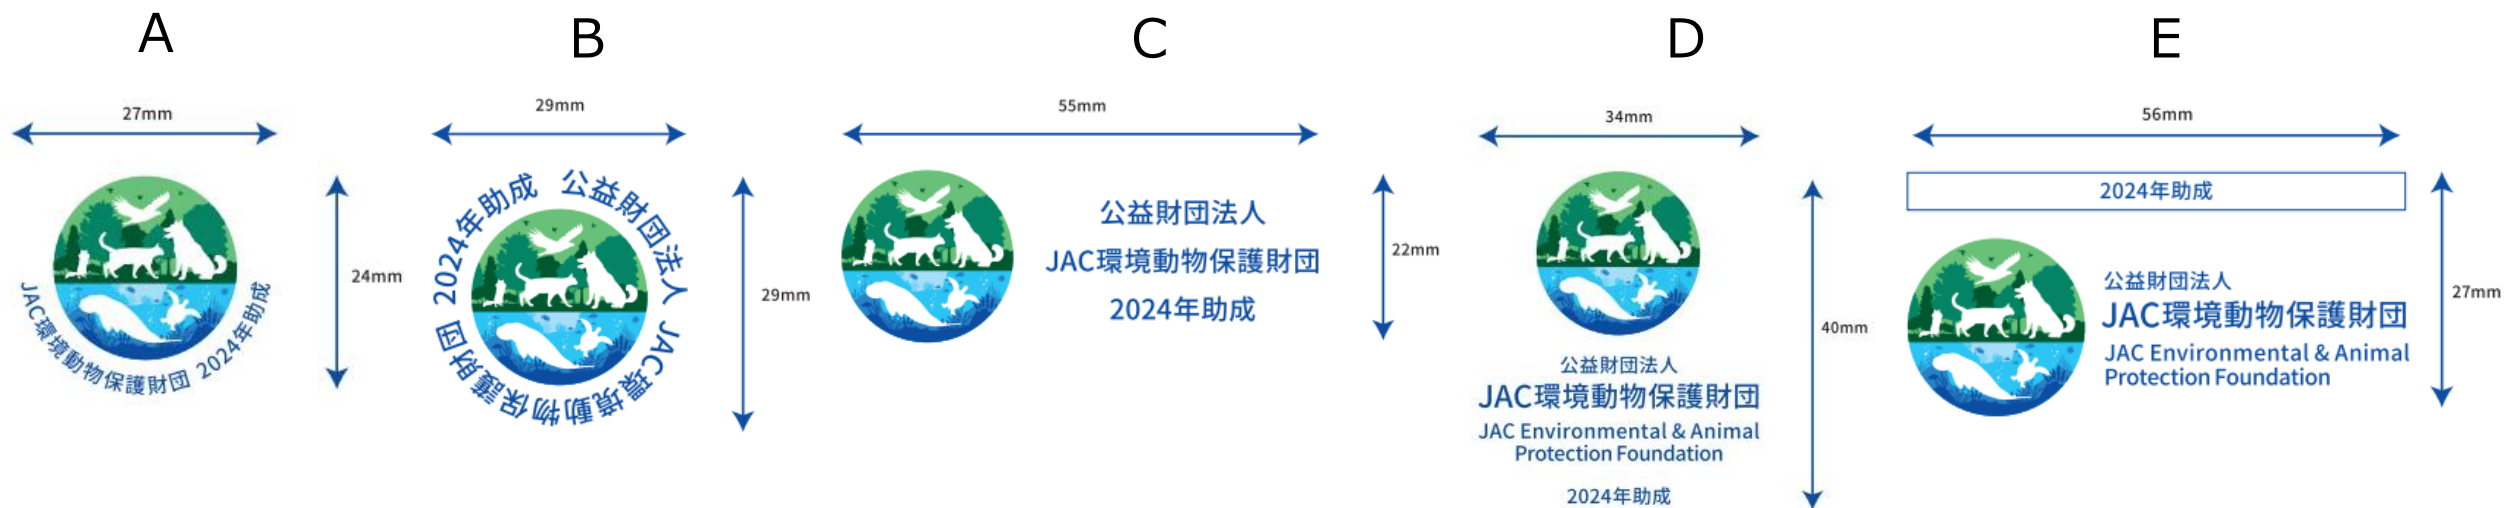 A
27mm
JAC環境動物保護財団 2024年助成
24mm
B
29mm
公益財団法人 JAC環境動物保護財団 2024年助成
29mm
C
55mm
公益財団法人
JAC環境動物保護財団
2024年助成
22mm
D
34mm
公益財団法人
JAC環境動物保護財団
JAC Environmental & Animal
Protection Foundation
2024年助成
40mm
E
56mm
2024年助成
公益財団法人
JAC環境動物保護財団
JAC Environmental & Animal
Protection Foundation
27mm